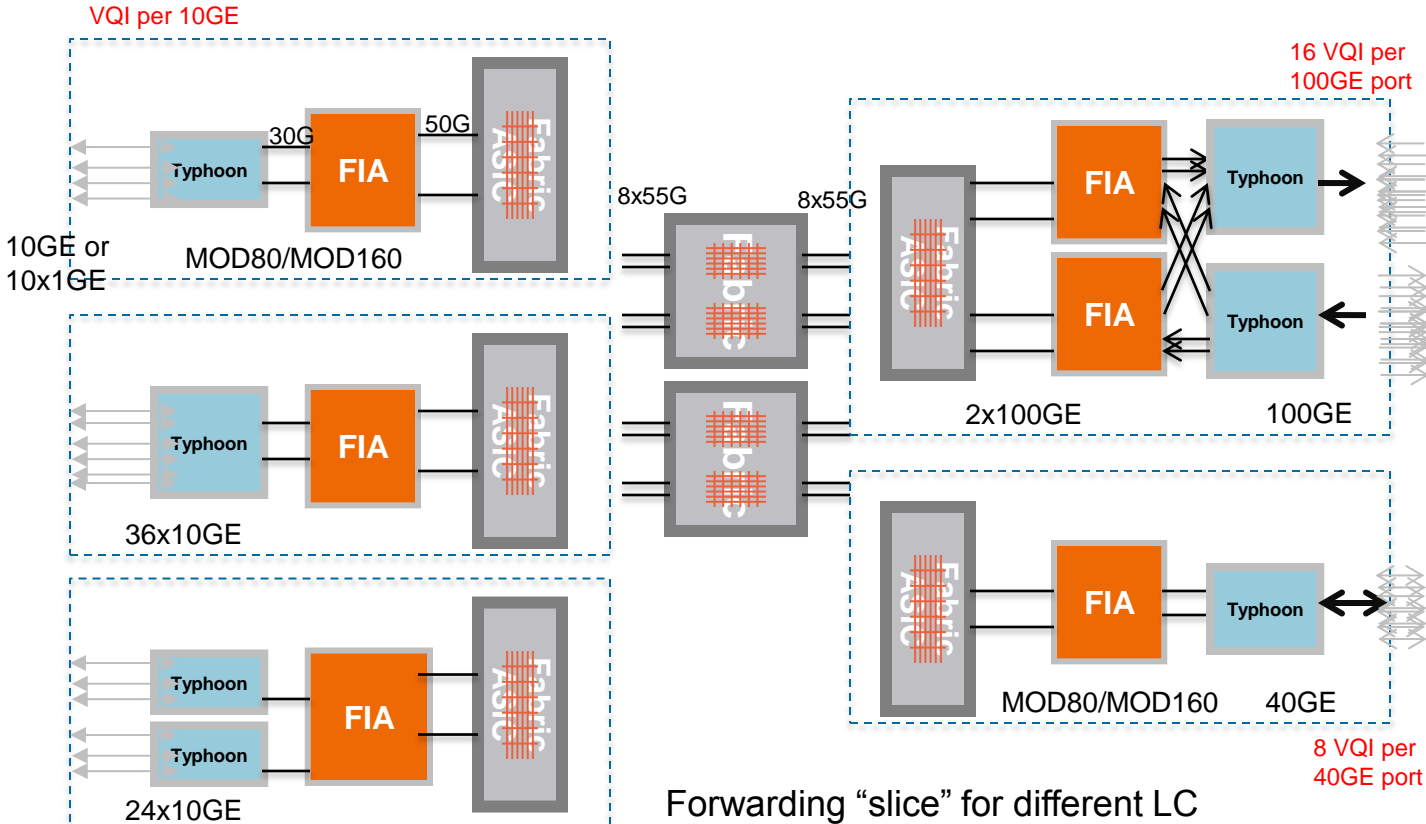 VQI per 10GE
Typhoon
30G
FIA
50G
Fabric
ASIC
10GE or
10x1GE
MOD80/MOD160
Typhoon
FIA
Fabric
ASIC
36x10GE
Typhoon
Typhoon
FIA
Fabric
ASIC
24x10GE
8x55G
8x55G
Fabric
Fabric
16 VQI per
100GE port
Fabric
ASIC
FIA
Typhoon
FIA
Typhoon
2x100GE
100GE
Fabric
ASIC
FIA
Typhoon
MOD80/MOD160
40GE
8 VQI per
40GE port
Forwarding “slice” for different LC